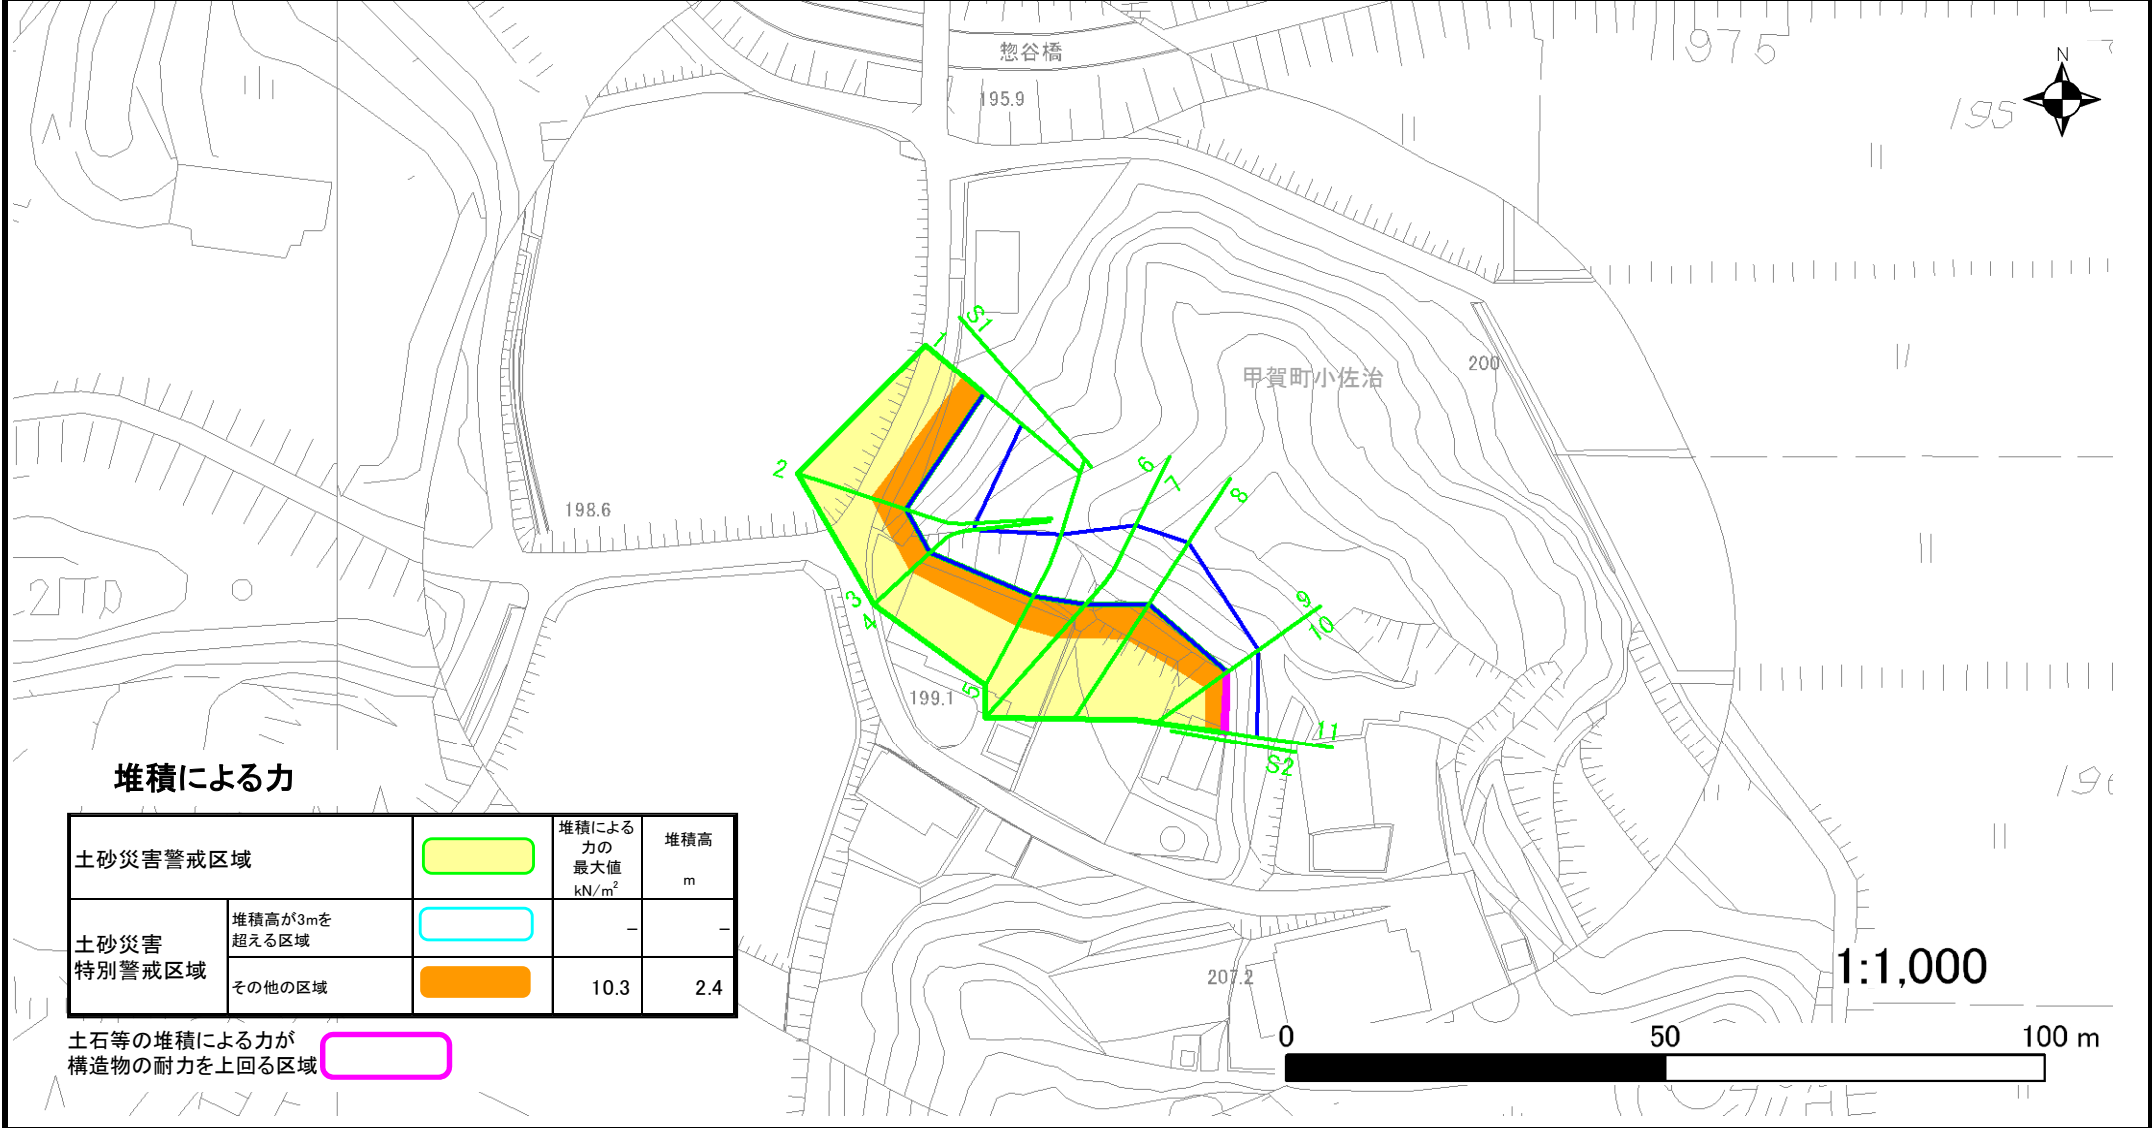 惣谷橋
975
N
195.9
195
S1
1
甲賀町小佐治
200
2
6
7
8
198.6
3
4
9
10
5
199.1
11
S2
堆積による力
土砂災害警戒区域
堆積による
力の
最大値
kN/m²
堆積高
m
土砂災害
特別警戒区域
堆積高が3mを
超える区域
–
–
その他の区域
10.3
2.4
土石等の堆積による力が
構造物の耐力を上回る区域
207.2
1:1,000
0
50
100 m